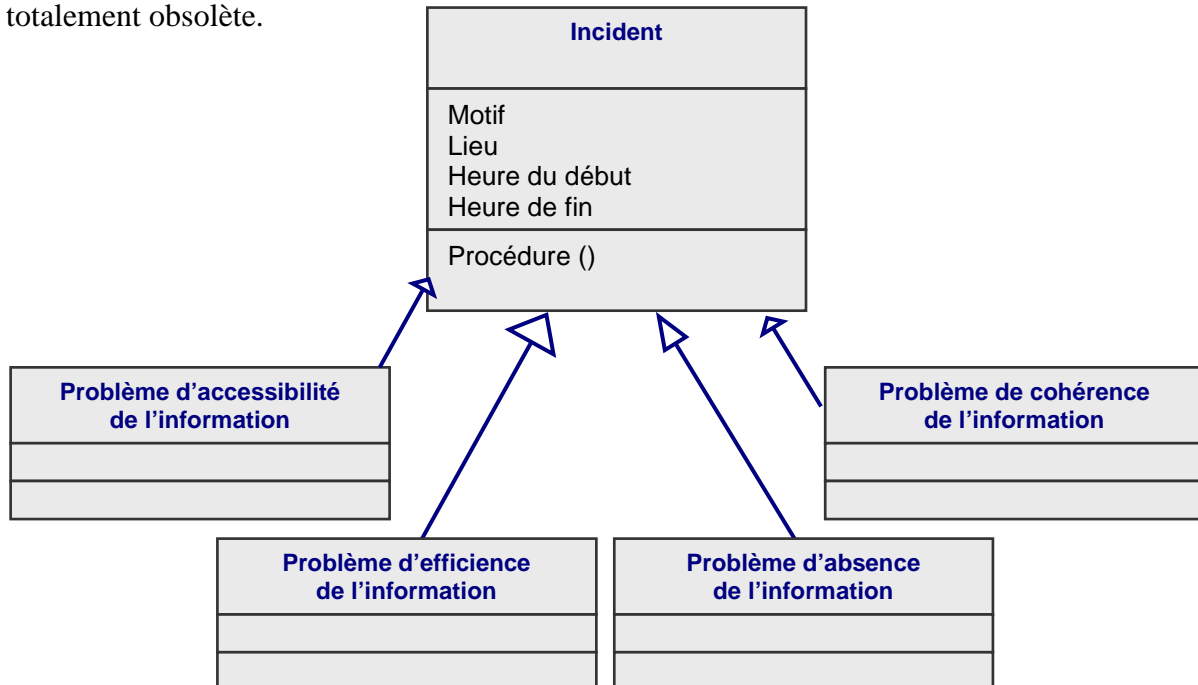 totalement obsolète.
Incident
Motif
Lieu
Heure du début
Heure de fin
Procédure ()
Problème d’accessibilité
de l’information
Problème de cohérence
de l’information
Problème d’efficience
de l’information
Problème d’absence
de l’information